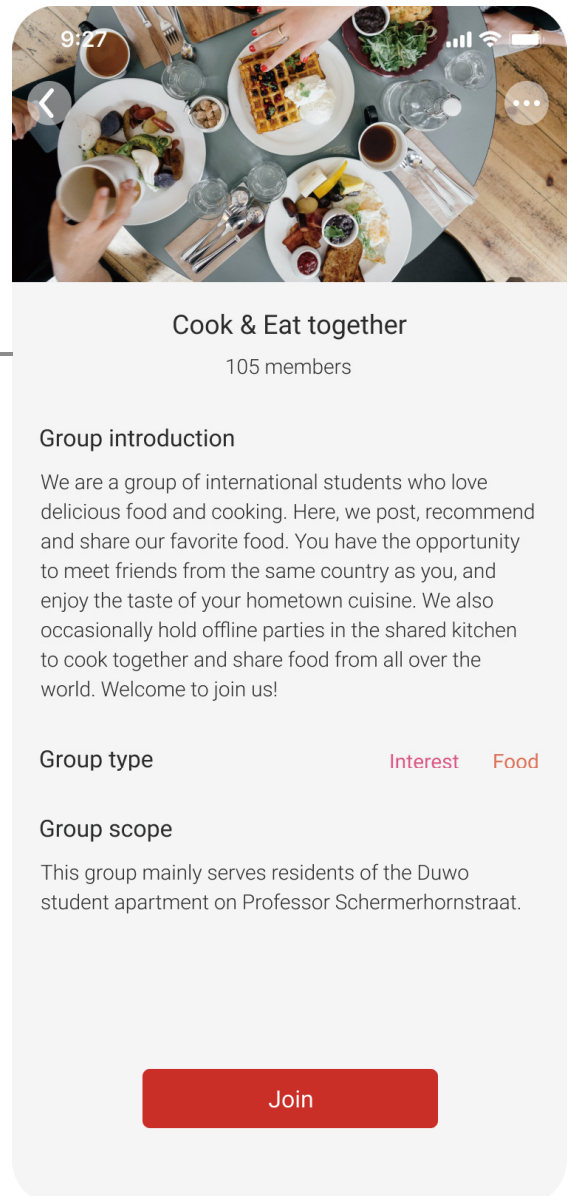 9:27
Cook & Eat together
105 members
Group introduction
We are a group of international students who love
delicious food and cooking. Here, we post, recommend
and share our favorite food. You have the opportunity
to meet friends from the same country as you, and
enjoy the taste of your hometown cuisine. We also
occasionally hold offline parties in the shared kitchen
to cook together and share food from all over the
world. Welcome to join us!
Group type Interest Food
Group scope
This group mainly serves residents of the Duwo
student apartment on Professor Schermerhornstraat.
Join